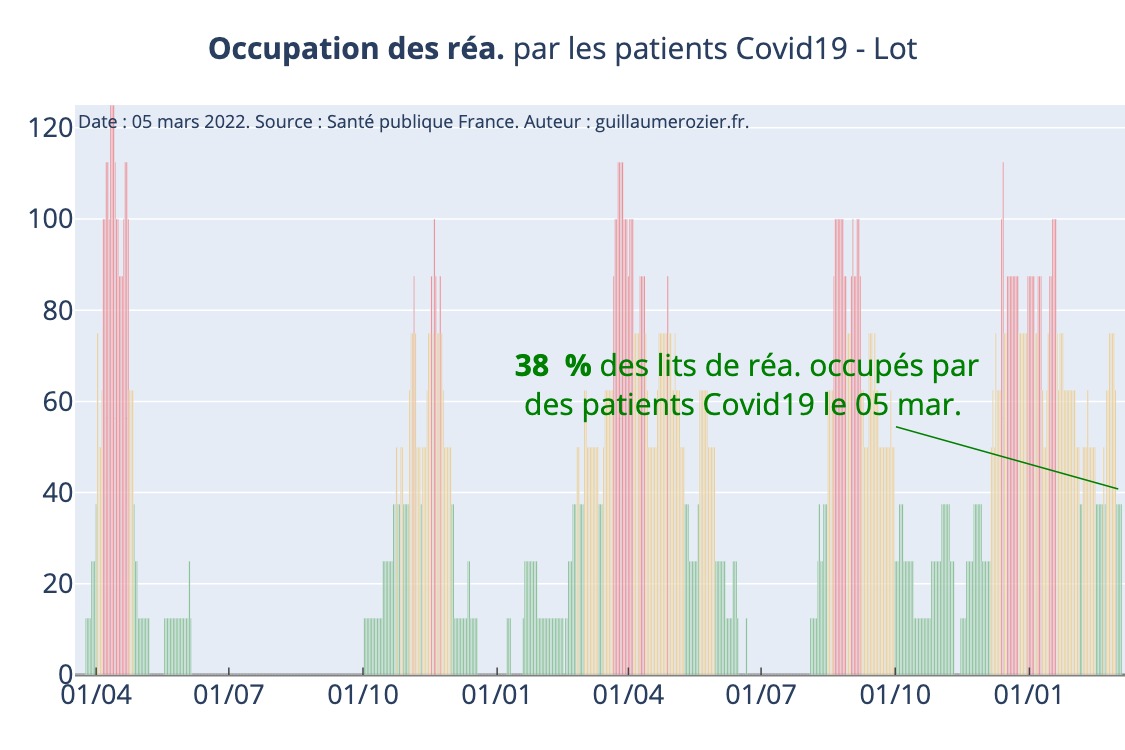 Occupation des réa. par les patients Covid19 - Lot
Date : 05 mars 2022. Source : Santé publique France. Auteur : guillaumerozier.fr.
120
100
80
60
40
20
0
38 % des lits de réa. occupés par
des patients Covid19 le 05 mar.
01/04 01/07 01/10 01/01 01/04 01/07 01/10 01/01